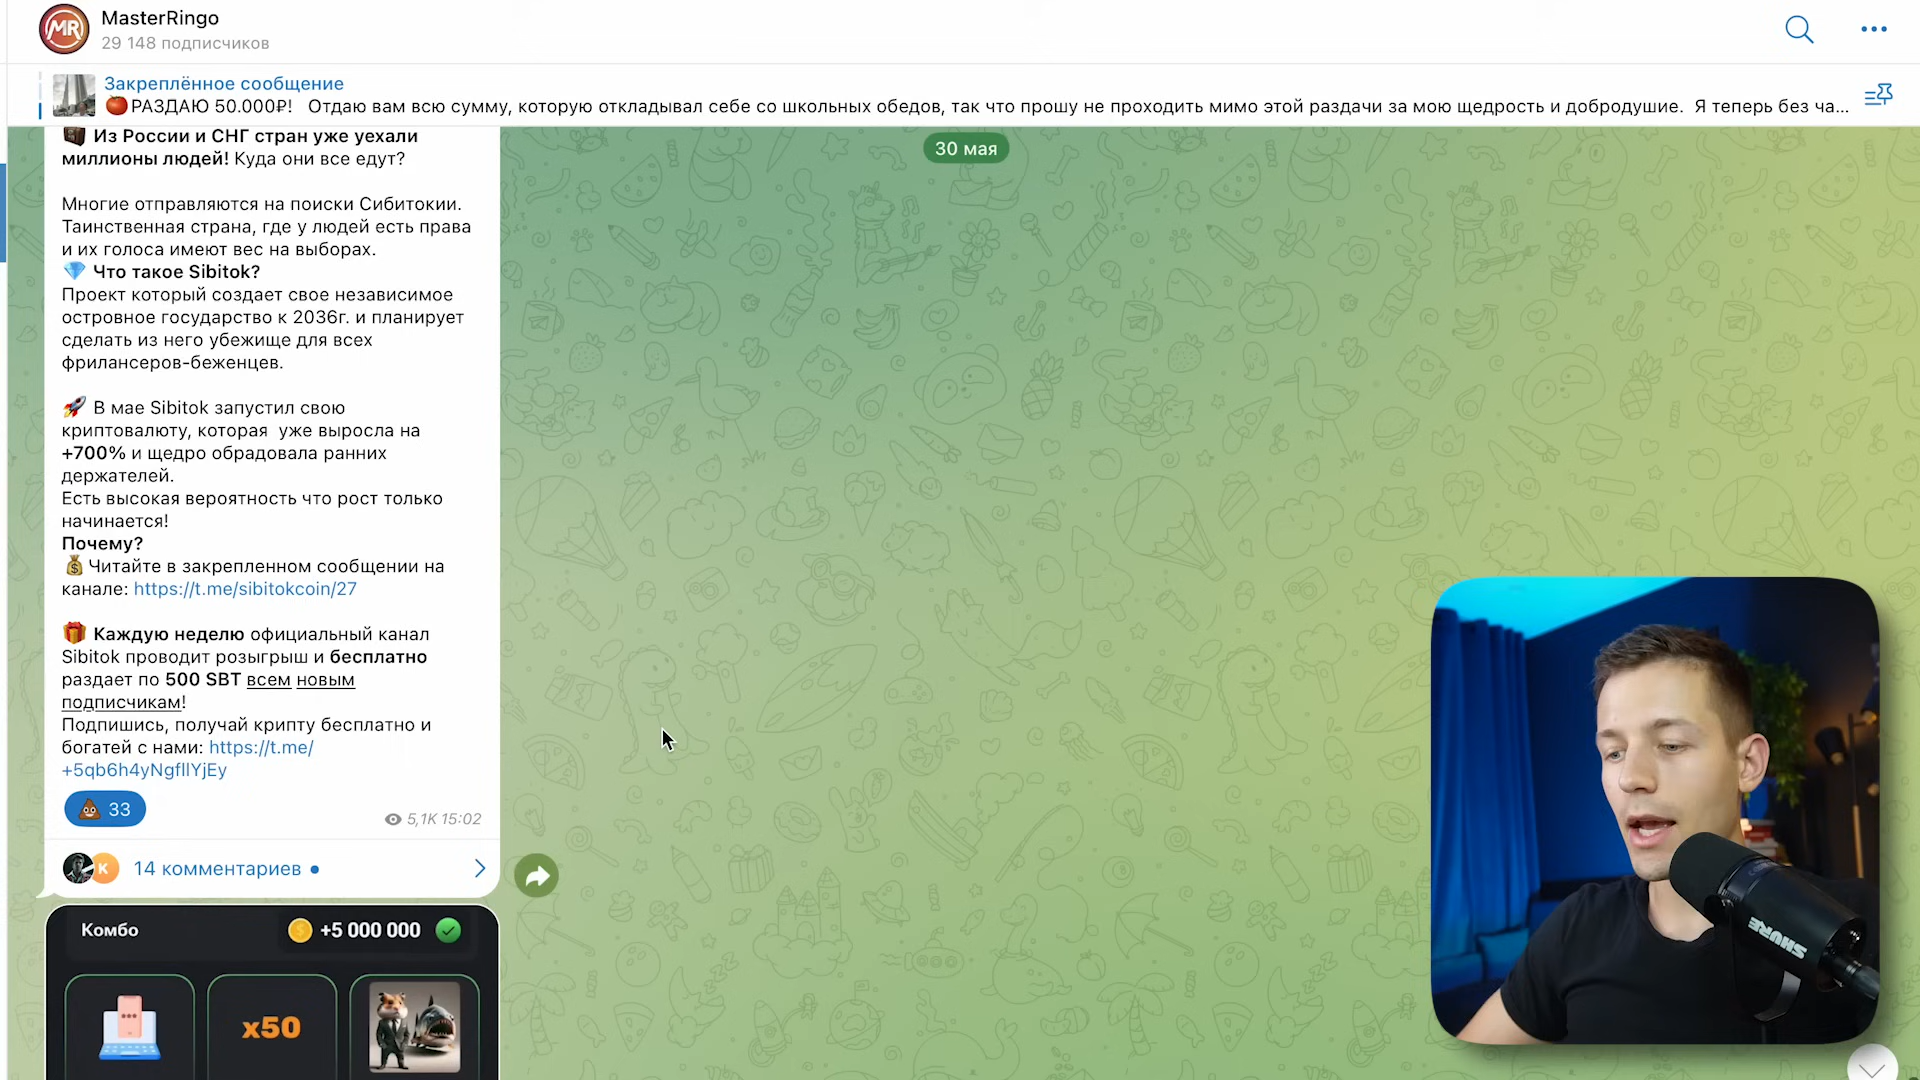 MasterRingo
29 148 подписчиков
Закреплённое сообщение
РАЗДАЮ 50.000₽! Отдаю вам всю сумму, которую откладывал себе со школьных обедов, так что прошу не проходить мимо этой раздачи за мою щедрость и добродушие. Я теперь без ча...
30 мая
Из России и СНГ стран уже уехали
миллионы людей! Куда они все едут?
Многие отправляются на поиски Сибитокии.
Таинственная страна, где у людей есть права
и их голоса имеют вес на выборах.
Что такое Sibitok?
Проект который создает свое независимое
островное государство к 2036г. и планирует
сделать из него убежище для всех
фрилансеров-беженцев.
В мае Sibitok запустил свою
криптовалюту, которая уже выросла на
+700% и щедро обрадовала ранних
держателей.
Есть высокая вероятность что рост только
начинается!
Почему?
Читайте в закрепленном сообщении на
канале: https://t.me/sibitokcoin/27
Каждую неделю официальный канал
Sibitok проводит розыгрыш и бесплатно
раздает по 500 SBT всем новым
подписчикам!
Подпишись, получай крипту бесплатно и
богатей с нами: https://t.me/
+5qb6h4yNgfllYjEy
33
5,1K 15:02
K
14 комментариев
Комбо
+5 000 000
x50
MR
SHURE